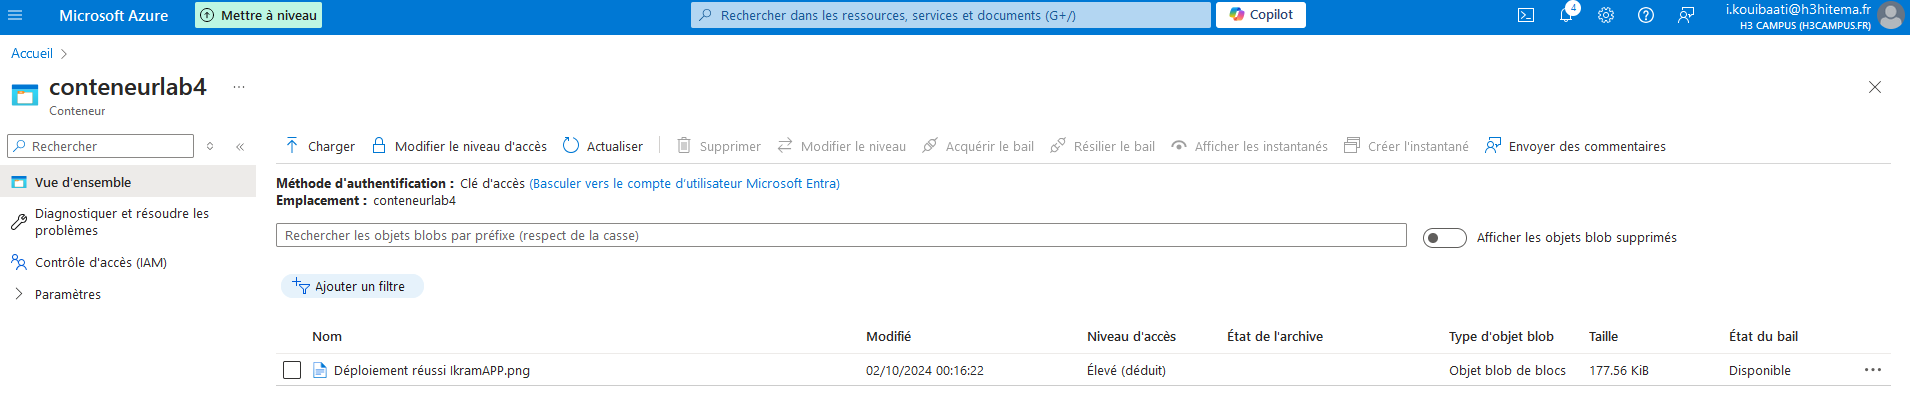 Microsoft Azure
Mettre à niveau
Rechercher dans les ressources, services et documents (G+/)
Copilot
4
i.kouibaati@h3hitema.fr
H3 CAMPUS (H3CAMPUS.FR)
Accueil
conteneurlab4
Conteneur
Rechercher
Vue d'ensemble
Diagnostiquer et résoudre les
problèmes
Contrôle d'accès (IAM)
Paramètres
Charger
Modifier le niveau d'accès
Actualiser
Supprimer
Modifier le niveau
Acquérir le bail
Résilier le bail
Afficher les instantanés
Créer l'instantané
Envoyer des commentaires
Méthode d'authentification : Clé d'accès (Basculer vers le compte d'utilisateur Microsoft Entra)
Emplacement : conteneurlab4
Rechercher les objets blobs par préfixe (respect de la casse)
Afficher les objets blob supprimés
Ajouter un filtre
Nom Modifié Niveau d'accès État de l'archive Type d'objet blob Taille État du bail
Déploiement réussi IkramAPP.png 02/10/2024 00:16:22 Élevé (déduit) Objet blob de blocs 177.56 KiB Disponible